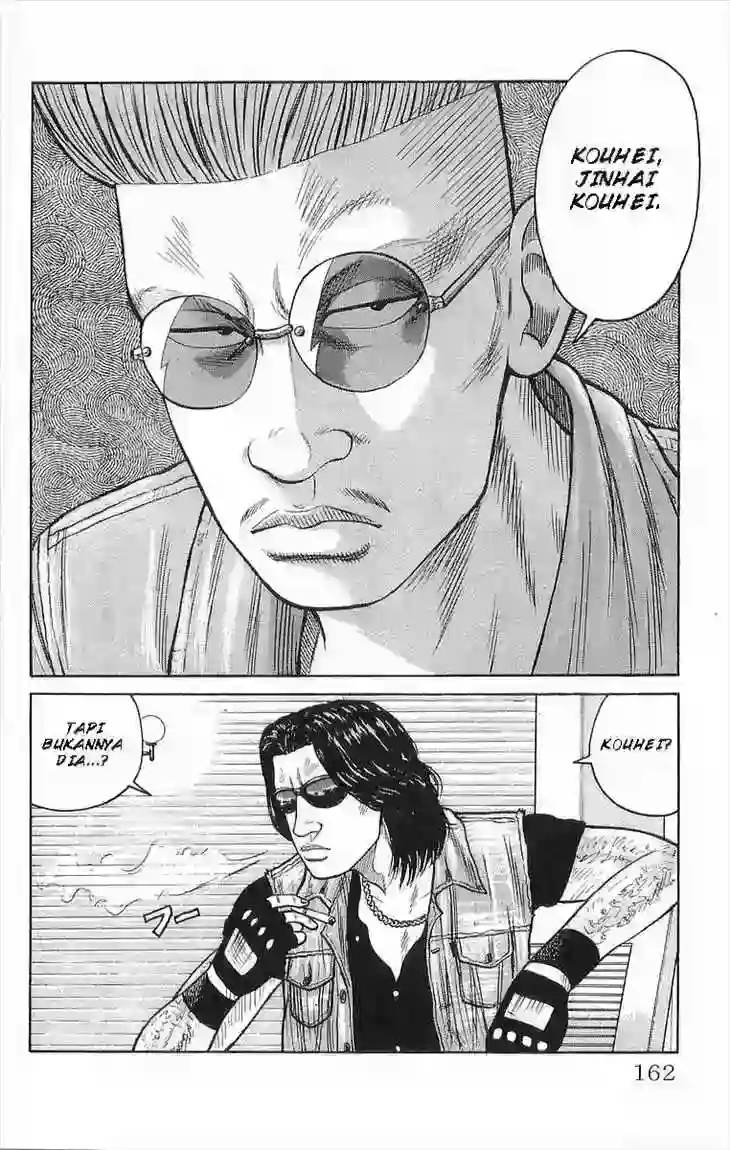 KOUHEI,
JINHAI
KOUHEI.
KOUHEI?
TAPI
BUKANNYA
DIA...?
フー
162